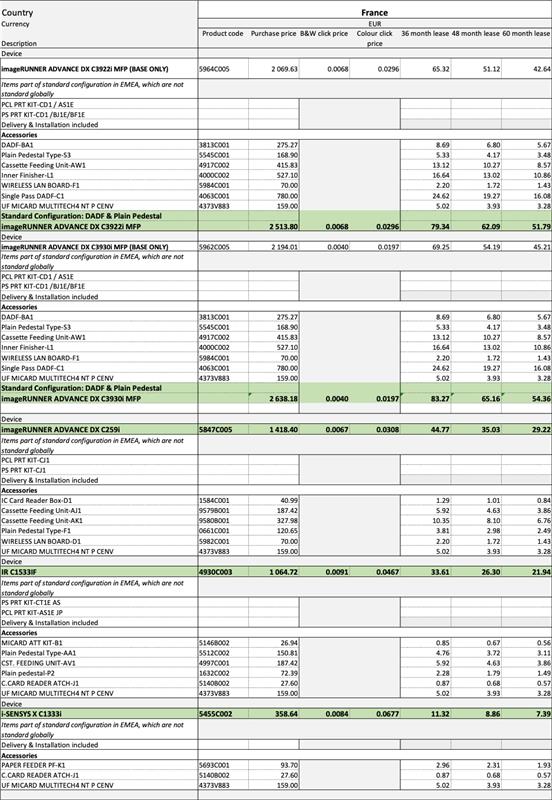 Country France
Currency EUR
Description Product code Purchase price B&W click price Colour click price 36 month lease 48 month lease 60 month lease
Device
imageRUNNER ADVANCE DX C3922i MFP (BASE ONLY) 5964C005 2 069.63 0.0068 0.0296 65.32 51.12 42.64
Items part of standard configuration in EMEA, which are not
standard globally
PCL PRT KIT-CD1 / AS1E
PS PRT KIT-CD1 /BJ1E/BF1E
Delivery & Installation included
Accessories
DADF-BA1 3813C001 275.27 8.69 6.80 5.67
Plain Pedestal Type-S3 5545C001 168.90 5.33 4.17 3.48
Cassette Feeding Unit-AW1 4917C002 415.83 13.12 10.27 8.57
Inner Finisher-L1 4000C002 527.10 16.64 13.02 10.86
WIRELESS LAN BOARD-F1 5984C001 70.00 2.20 1.72 1.43
Single Pass DADF-C1 4063C001 780.00 24.62 19.27 16.08
UF MICARD MULTITECH4 NT P CENV 4373V883 159.00 5.02 3.93 3.28
Standard Configuration: DADF & Plain Pedestal
imageRUNNER ADVANCE DX C3922i MFP 2 513.80 0.0068 0.0296 79.34 62.09 51.79
Device
imageRUNNER ADVANCE DX C3930i MFP (BASE ONLY) 5962C005 2 194.01 0.0040 0.0197 69.25 54.19 45.21
Items part of standard configuration in EMEA, which are not
standard globally
PCL PRT KIT-CD1 / AS1E
PS PRT KIT-CD1 /BJ1E/BF1E
Delivery & Installation included
Accessories
DADF-BA1 3813C001 275.27 8.69 6.80 5.67
Plain Pedestal Type-S3 5545C001 168.90 5.33 4.17 3.48
Cassette Feeding Unit-AW1 4917C002 415.83 13.12 10.27 8.57
Inner Finisher-L1 4000C002 527.10 16.64 13.02 10.86
WIRELESS LAN BOARD-F1 5984C001 70.00 2.20 1.72 1.43
Single Pass DADF-C1 4063C001 780.00 24.62 19.27 16.08
UF MICARD MULTITECH4 NT P CENV 4373V883 159.00 5.02 3.93 3.28
Standard Configuration: DADF & Plain Pedestal
imageRUNNER ADVANCE DX C3930i MFP 2 638.18 0.0040 0.0197 83.27 65.16 54.36
Device
imageRUNNER ADVANCE DX C259i 5847C005 1 418.40 0.0067 0.0308 44.77 35.03 29.22
Items part of standard configuration in EMEA, which are not
standard globally
PCL PRT KIT-CJ1
PS PRT KIT-CJ1
Delivery & Installation included
Accessories
IC Card Reader Box-D1 1584C001 40.99 1.29 1.01 0.84
Cassette Feeding Unit-AJ1 9579B001 187.42 5.92 4.63 3.86
Cassette Feeding Unit-AK1 9580B001 327.98 10.35 8.10 6.76
Plain Pedestal Type-F1 0661C001 120.65 3.81 2.98 2.49
WIRELESS LAN BOARD-D1 5982C001 70.00 2.20 1.72 1.43
UF MICARD MULTITECH4 NT P CENV 4373V883 159.00 5.02 3.93 3.28
Device
IR C1533IF 4930C003 1 064.72 0.0091 0.0467 33.61 26.30 21.94
Items part of standard configuration in EMEA, which are not
standard globally
PS PRT KIT-CT1E AS
PCL PRT KIT-AS1E JP
Delivery & Installation included
Accessories
MICARD ATT KIT-B1 5146B002 26.94 0.85 0.67 0.56
Plain Pedestal Type-AA1 5512C002 150.81 4.76 3.72 3.11
CST. FEEDING UNIT-AV1 4997C001 187.42 5.92 4.63 3.86
Plain pedestal-P2 1632C002 72.39 2.28 1.79 1.49
C.CARD READER ATCH-J1 5140B002 27.60 0.87 0.68 0.57
UF MICARD MULTITECH4 NT P CENV 4373V883 159.00 5.02 3.93 3.28
Device
i-SENSYS X C1333i 5455C002 358.64 0.0084 0.0677 11.32 8.86 7.39
Items part of standard configuration in EMEA, which are not
standard globally
Delivery & Installation included
Accessories
PAPER FEEDER PF-K1 5693C001 93.70 2.96 2.31 1.93
C.CARD READER ATCH-J1 5140B002 27.60 0.87 0.68 0.57
UF MICARD MULTITECH4 NT P CENV 4373V883 159.00 5.02 3.93 3.28